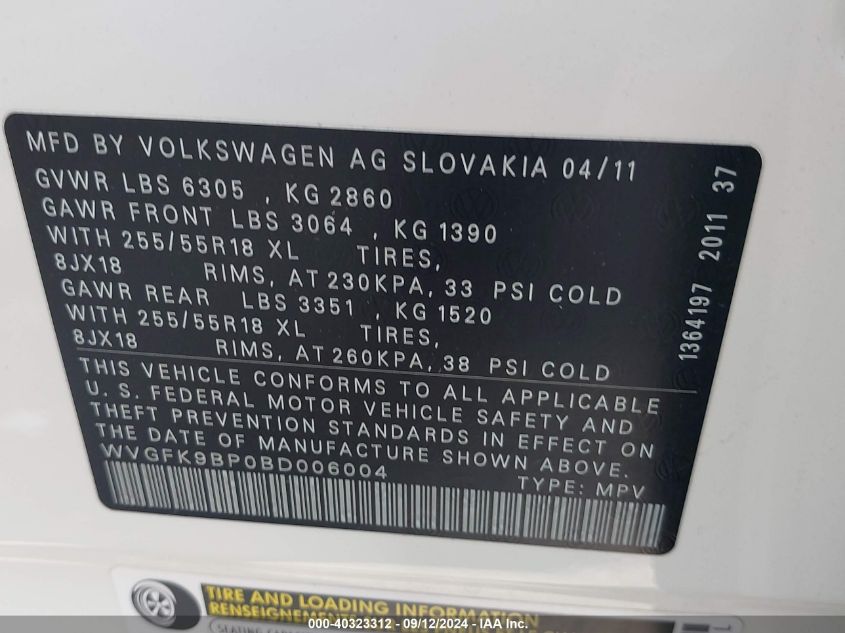 MFD BY VOLKSWAGEN AG SLOVAKIA 04/11
GVWR LBS 6305 , KG 2860
GAWR FRONT LBS 3064 , KG 1390
WITH 255/55R18 XL TIRES,
8JX18 RIMS, AT 230KPA, 33 PSI COLD
GAWR REAR LBS 3351 , KG 1520
WITH 255/55R18 XL TIRES,
8JX18 RIMS, AT 260KPA, 38 PSI COLD
THIS VEHICLE CONFORMS TO ALL APPLICABLE
U. S. FEDERAL MOTOR VEHICLE SAFETY AND
THEFT PREVENTION STANDARDS IN EFFECT ON
THE DATE OF MANUFACTURE SHOWN ABOVE.
WVGFK9BP0BD006004
TYPE: MPV
1364197 2011 37
TIRE AND LOADING INFORMATION
000-40323312 - 09/12/2024 - IAA Inc.